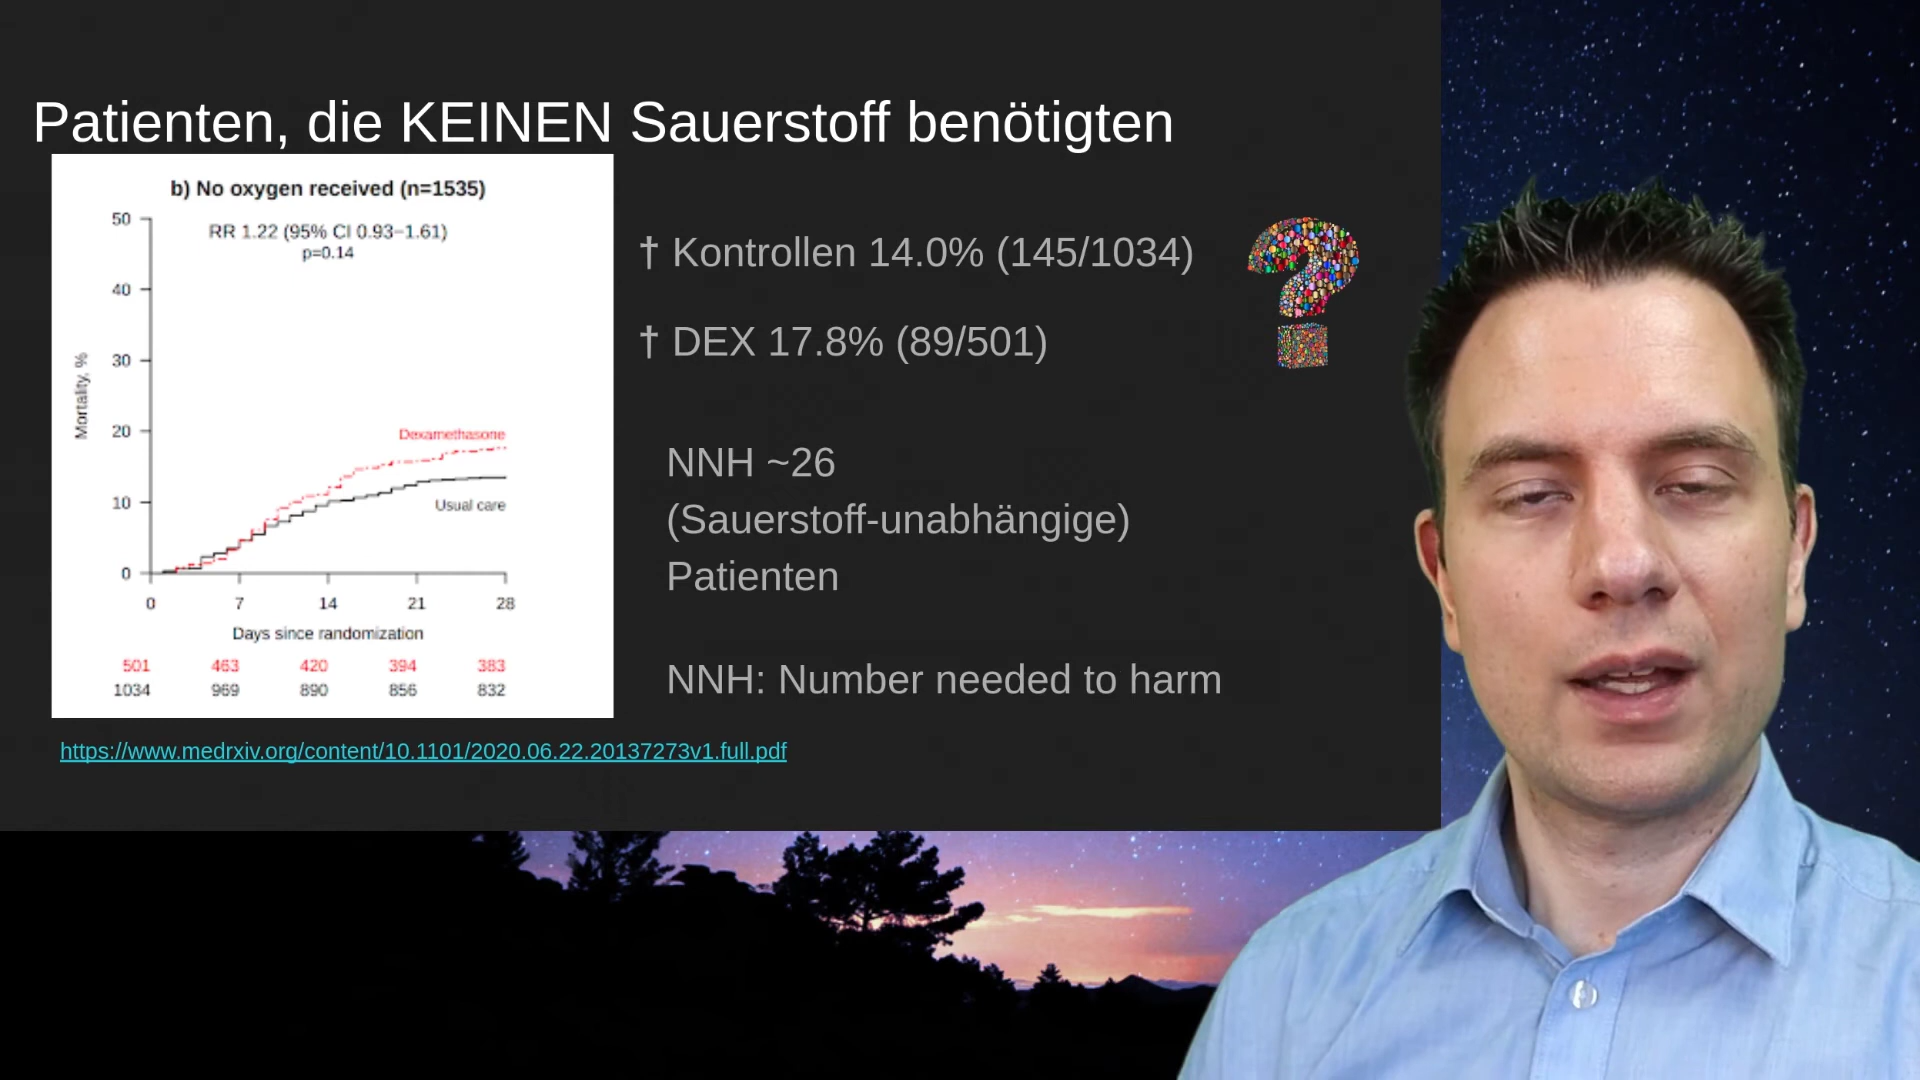 Patienten, die KEINEN Sauerstoff benötigten
b) No oxygen received (n=1535)
RR 1.22 (95% CI 0.93−1.61)
p=0.14
50
40
30
20
10
0
Mortality, %
Dexamethasone
Usual care
0 7 14 21 28
Days since randomization
501 463 420 394 383
1034 969 890 856 832
† Kontrollen 14.0% (145/1034)
† DEX 17.8% (89/501)
NNH ~26
(Sauerstoff-unabhängige)
Patienten
NNH: Number needed to harm
https://www.medrxiv.org/content/10.1101/2020.06.22.20137273v1.full.pdf